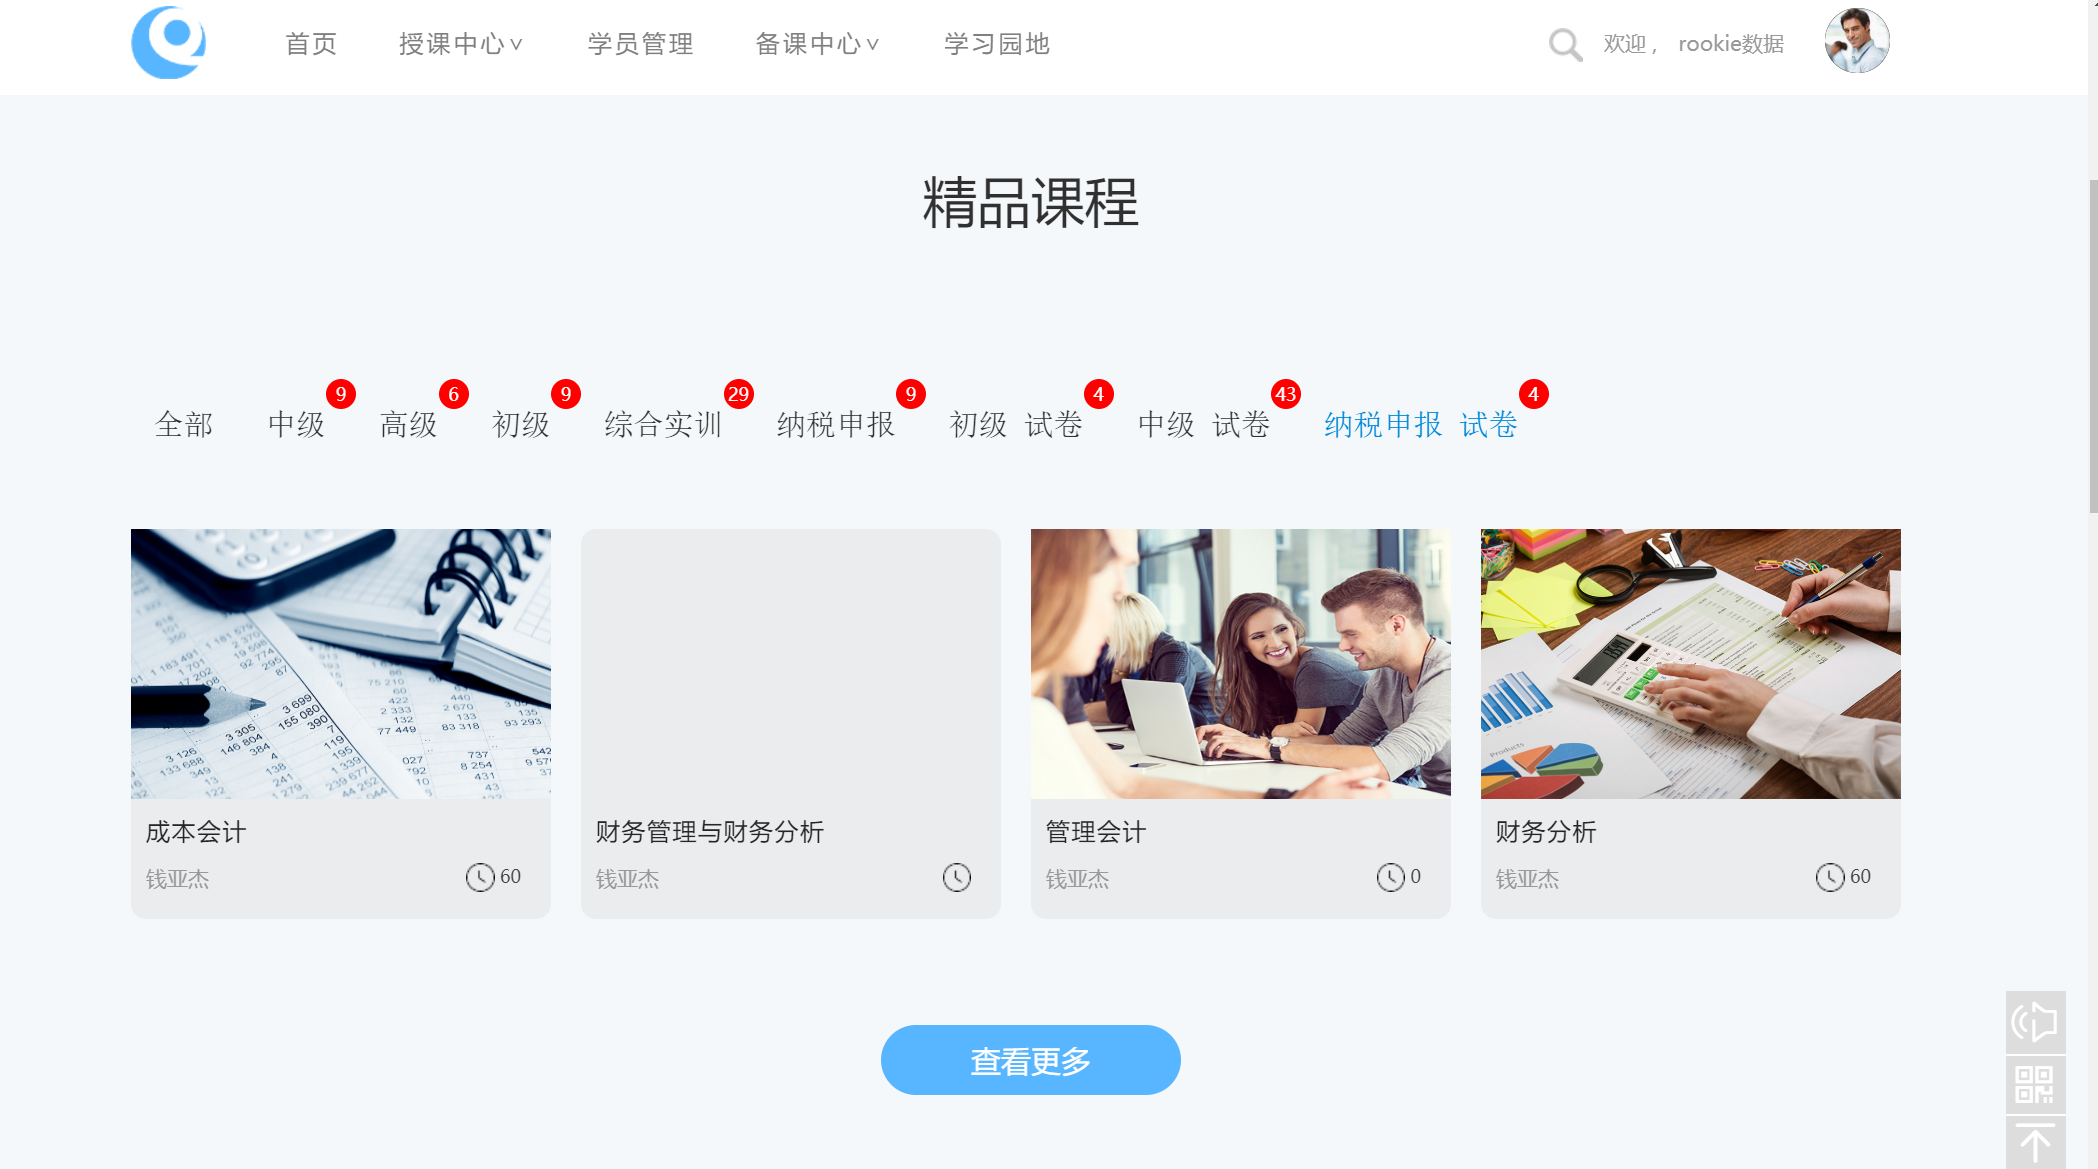 首页 授课中心∨ 学员管理 备课中心∨ 学习园地 欢迎， rookie数据
精品课程
全部 中级 9 高级 6 初级 9 综合实训 29 纳税申报 9 初级 试卷 4 中级 试卷 43 纳税申报 试卷 4
成本会计
钱亚杰 60
财务管理与财务分析
钱亚杰
管理会计
钱亚杰 0
财务分析
钱亚杰 60
查看更多